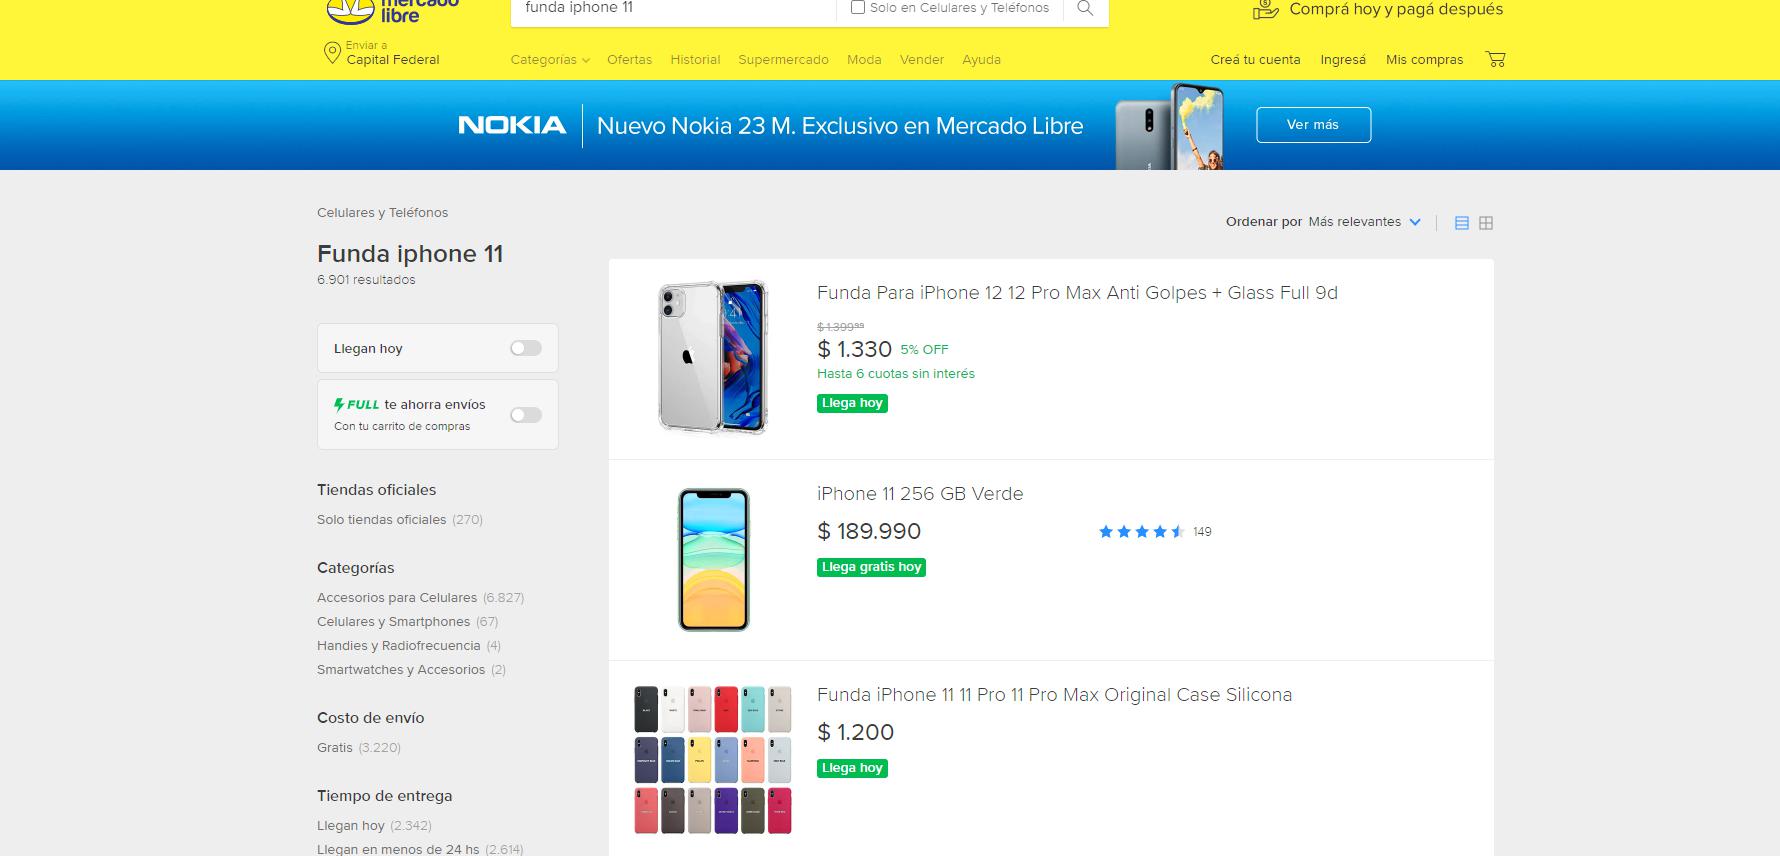 mercado
libre
funda iphone 11
Solo en Celulares y Teléfonos
Comprá hoy y pagá después
Enviar a
Capital Federal
Categorías Ofertas Historial Supermercado Moda Vender Ayuda
Creá tu cuenta Ingresá Mis compras
NOKIA Nuevo Nokia 23 M. Exclusivo en Mercado Libre
Ver más
Celulares y Teléfonos
Ordenar por Más relevantes
Funda iphone 11
6.901 resultados
Llegan hoy
FULL te ahorra envíos
Con tu carrito de compras
Tiendas oficiales
Solo tiendas oficiales (270)
Categorías
Accesorios para Celulares (6.827)
Celulares y Smartphones (67)
Handies y Radiofrecuencia (4)
Smartwatches y Accesorios (2)
Costo de envío
Gratis (3.220)
Tiempo de entrega
Llegan hoy (2.342)
Llegan en menos de 24 hs (2.614)
Funda Para iPhone 12 12 Pro Max Anti Golpes + Glass Full 9d
$ 1.399⁹⁹
$ 1.330 5% OFF
Hasta 6 cuotas sin interés
Llega hoy
iPhone 11 256 GB Verde
$ 189.990
149
Llega gratis hoy
Funda iPhone 11 11 Pro 11 Pro Max Original Case Silicona
$ 1.200
Llega hoy